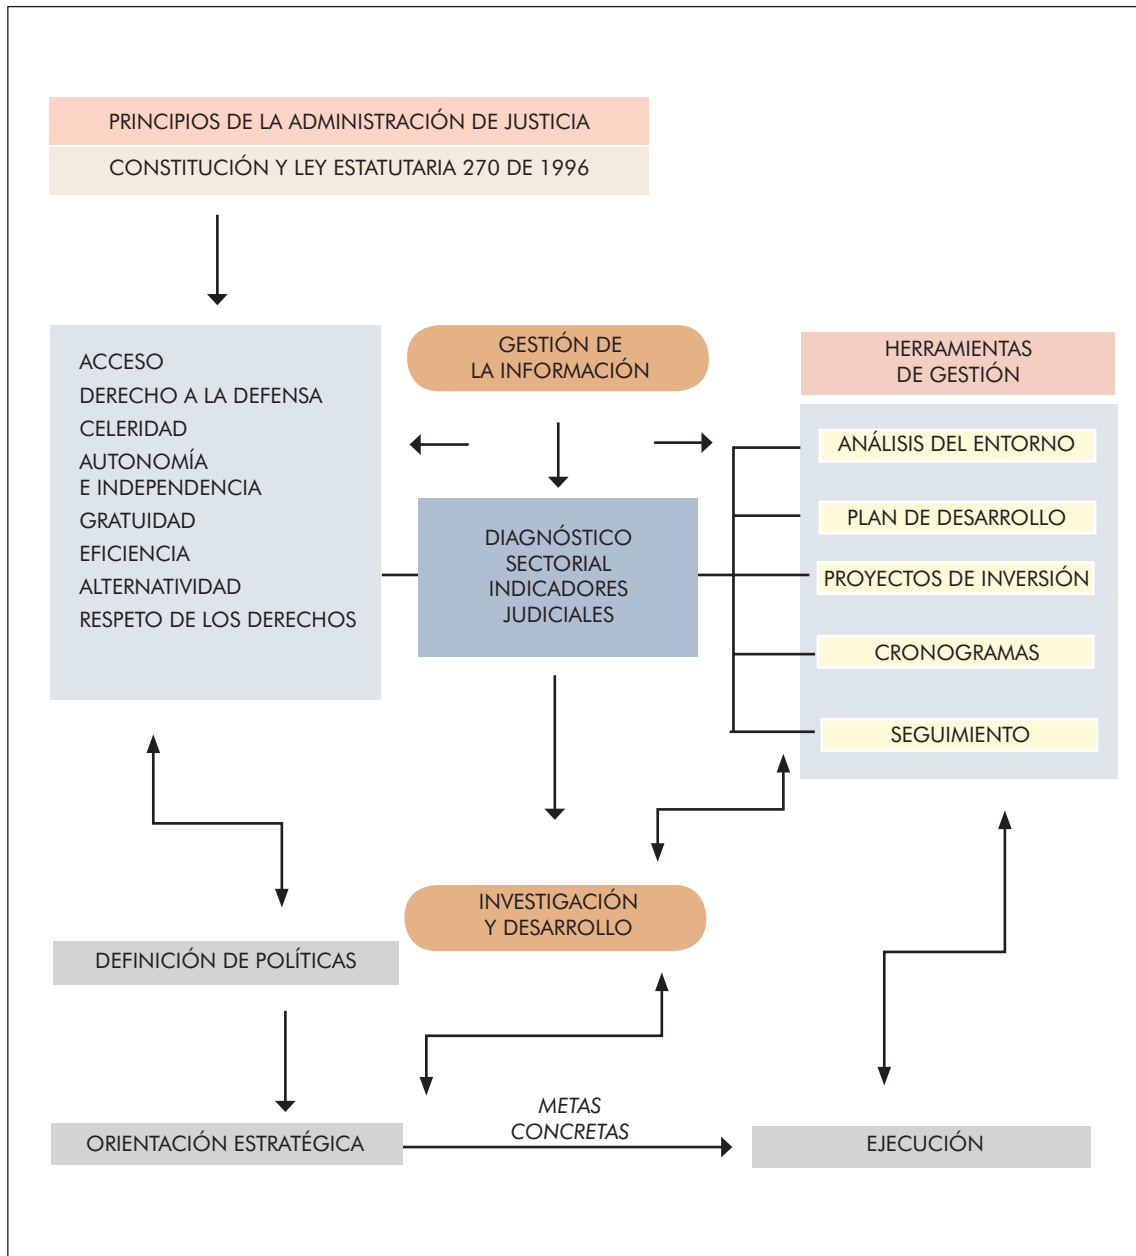 PRINCIPIOS DE LA ADMINISTRACIÓN DE JUSTICIA
CONSTITUCIÓN Y LEY ESTATUTARIA 270 DE 1996
ACCESO
DERECHO A LA DEFENSA
CELERIDAD
AUTONOMÍA
E INDEPENDENCIA
GRATUIDAD
EFICIENCIA
ALTERNATIVIDAD
RESPETO DE LOS DERECHOS
GESTIÓN DE
LA INFORMACIÓN
DIAGNÓSTICO
SECTORIAL
INDICADORES
JUDICIALES
HERRAMIENTAS
DE GESTIÓN
ANÁLISIS DEL ENTORNO
PLAN DE DESARROLLO
PROYECTOS DE INVERSIÓN
CRONOGRAMAS
SEGUIMIENTO
INVESTIGACIÓN
Y DESARROLLO
DEFINICIÓN DE POLÍTICAS
ORIENTACIÓN ESTRATÉGICA
METAS
CONCRETAS
EJECUCIÓN